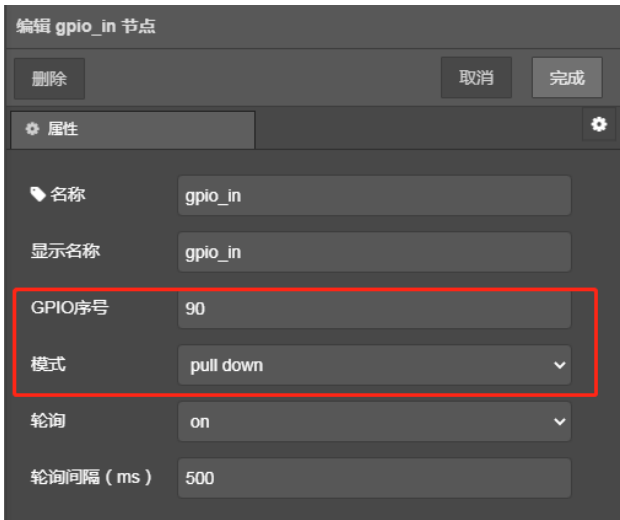 编辑 gpio_in 节点
删除 取消 完成
属性
名称 gpio_in
显示名称 gpio_in
GPIO序号 90
模式 pull down
轮询 on
轮询间隔（ms） 500